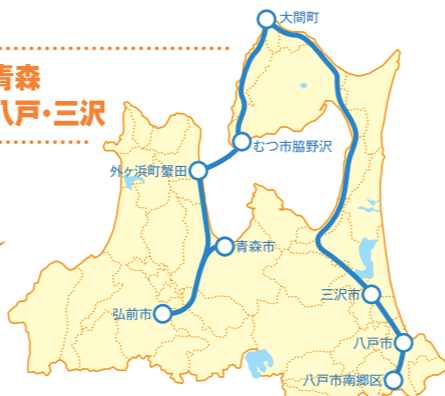 大間町
青森
八戸・三沢
むつ市脇野沢
外ヶ浜町蟹田
青森市
三沢市
弘前市
八戸市
八戸市南郷区